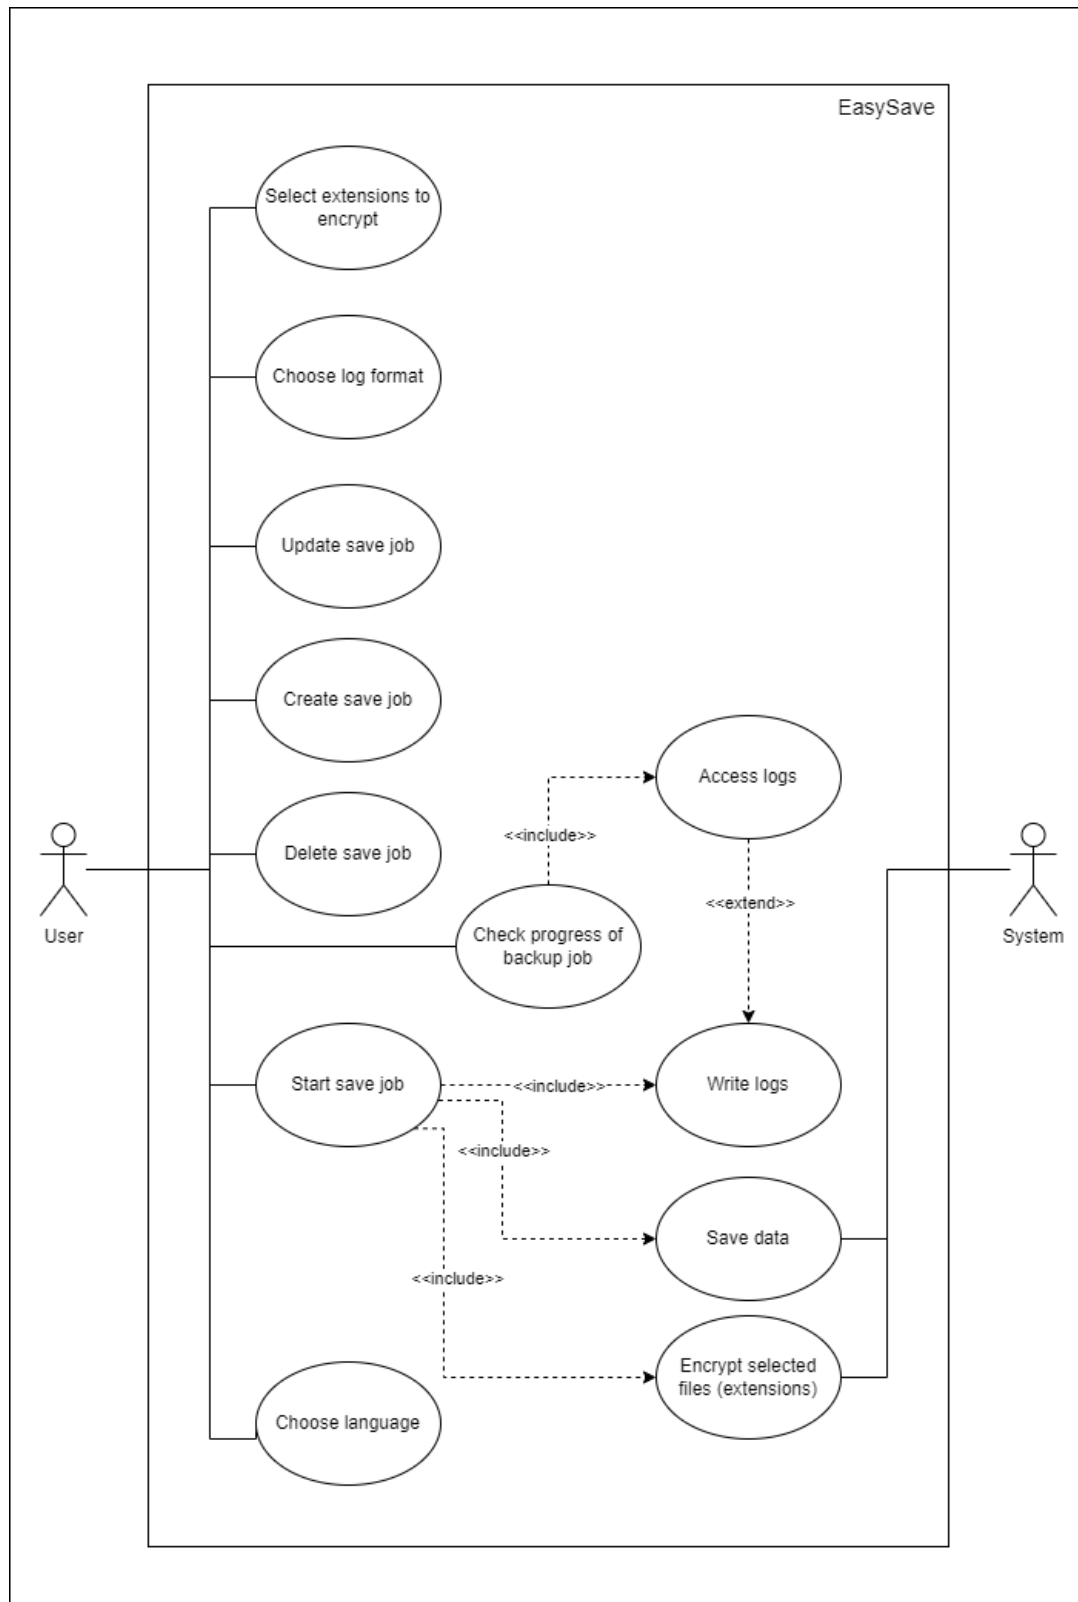 EasySave
Select extensions to
encrypt
Choose log format
Update save job
Create save job
Access logs
<<include>>
Delete save job
<<extend>>
User
Check progress of
backup job
System
Start save job
<<include>>
Write logs
<<include>>
Save data
<<include>>
Encrypt selected
files (extensions)
Choose language